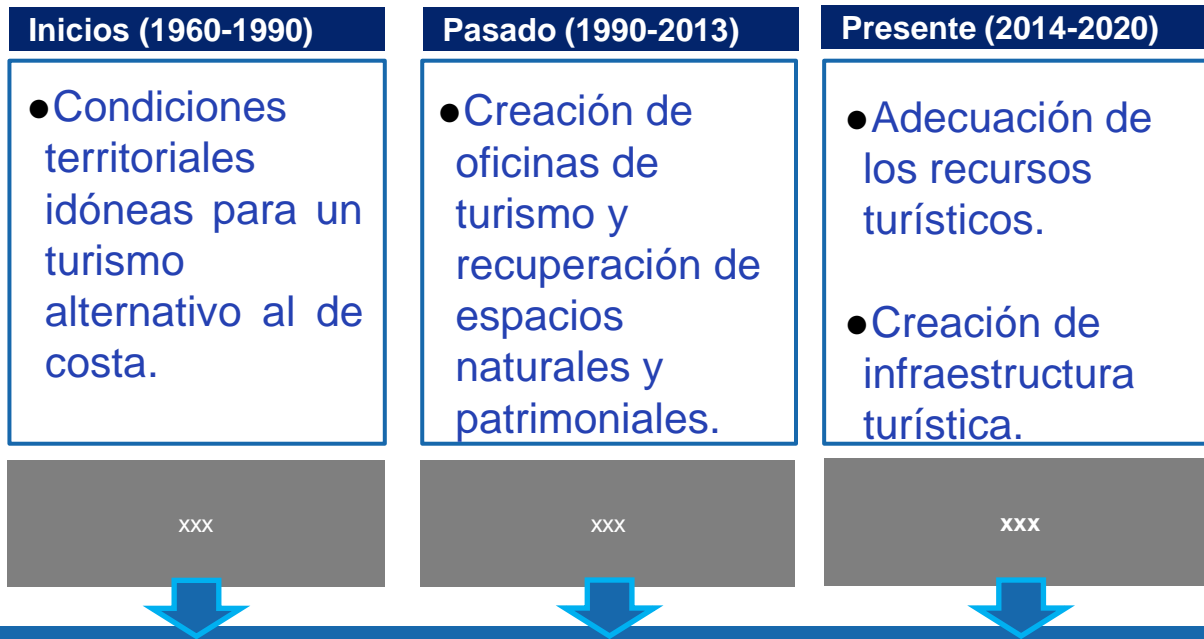 Inicios (1960-1990)
●Condiciones
territoriales
idóneas para un
turismo
alternativo al de
costa.
xxx
Pasado (1990-2013)
●Creación de
oficinas de
turismo y
recuperación de
espacios
naturales y
patrimoniales.
xxx
Presente (2014-2020)
●Adecuación de
los recursos
turísticos.
●Creación de
infraestructura
turística.
xxx